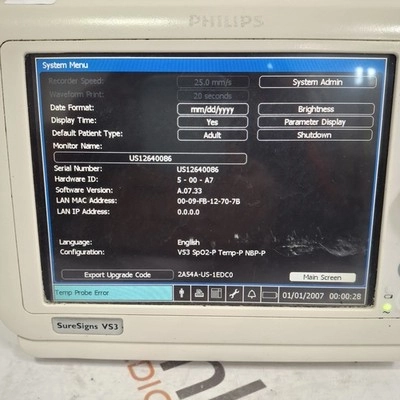 PHILIPS
System Menu
Recorder Speed: 25.0 mm/s System Admin
Waveform Print: 28 seconds
Date Format: mm/dd/yyyy Brightness
Display Time: Yes Parameter Display
Default Patient Type: Adult Shutdown
Monitor Name:
US12640086
Serial Number: US12640086
Hardware ID: 5 - 00 - A7
Software Version: A.07.33
LAN MAC Address: 00-09-FB-12-70-7B
LAN IP Address: 0.0.0.0
Language: English
Configuration: VS3 SpO2-P Temp-P NBP-P
Export Upgrade Code 2AS4A-US-1EDC0 Main Screen
Temp Probe Error 01/01/2007 00:00:28
SureSigns VS3